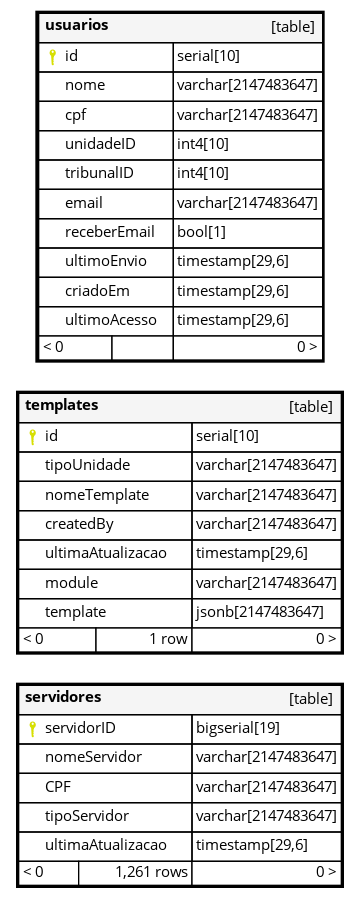 usuarios [table]
id serial[10]
nome varchar[2147483647]
cpf varchar[2147483647]
unidadeID int4[10]
tribunalID int4[10]
email varchar[2147483647]
receberEmail bool[1]
ultimoEnvio timestamp[29,6]
criadoEm timestamp[29,6]
ultimoAcesso timestamp[29,6]
< 0 0 >
templates [table]
id serial[10]
tipoUnidade varchar[2147483647]
nomeTemplate varchar[2147483647]
createdBy varchar[2147483647]
ultimaAtualizacao timestamp[29,6]
module varchar[2147483647]
template jsonb[2147483647]
< 0 1 row 0 >
servidores [table]
servidorID bigserial[19]
nomeServidor varchar[2147483647]
CPF varchar[2147483647]
tipoServidor varchar[2147483647]
ultimaAtualizacao timestamp[29,6]
< 0 1,261 rows 0 >